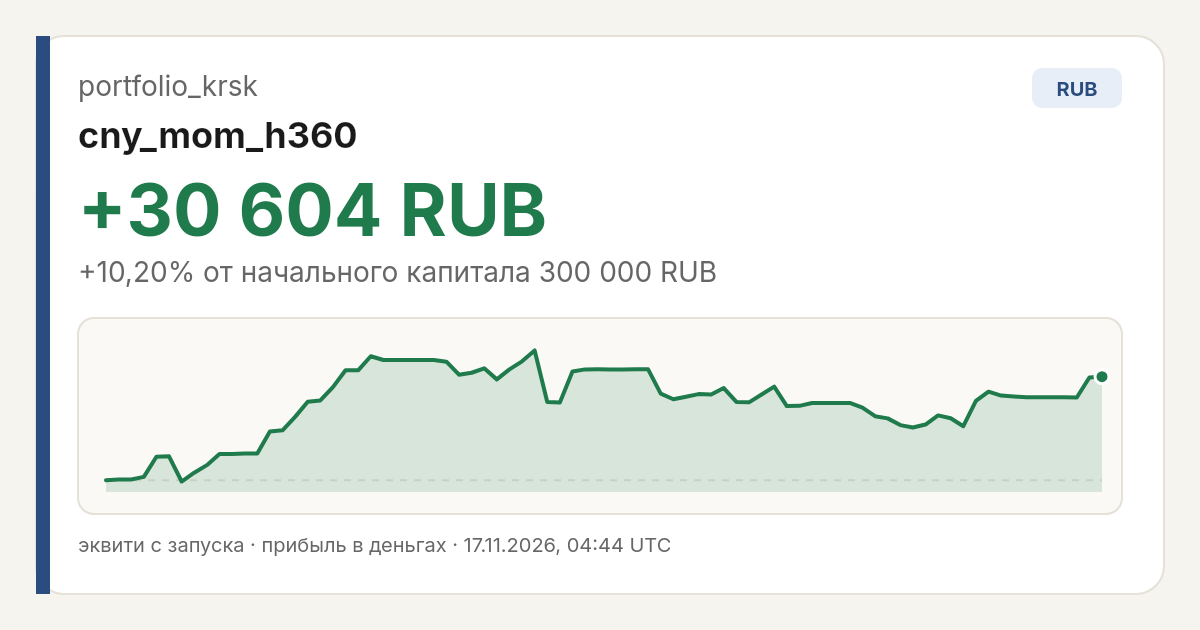 portfolio_krsk
RUB
cny_mom_h360
+30 604 RUB
+10,20% от начального капитала 300 000 RUB
эквити с запуска · прибыль в деньгах · 17.11.2026, 04:44 UTC